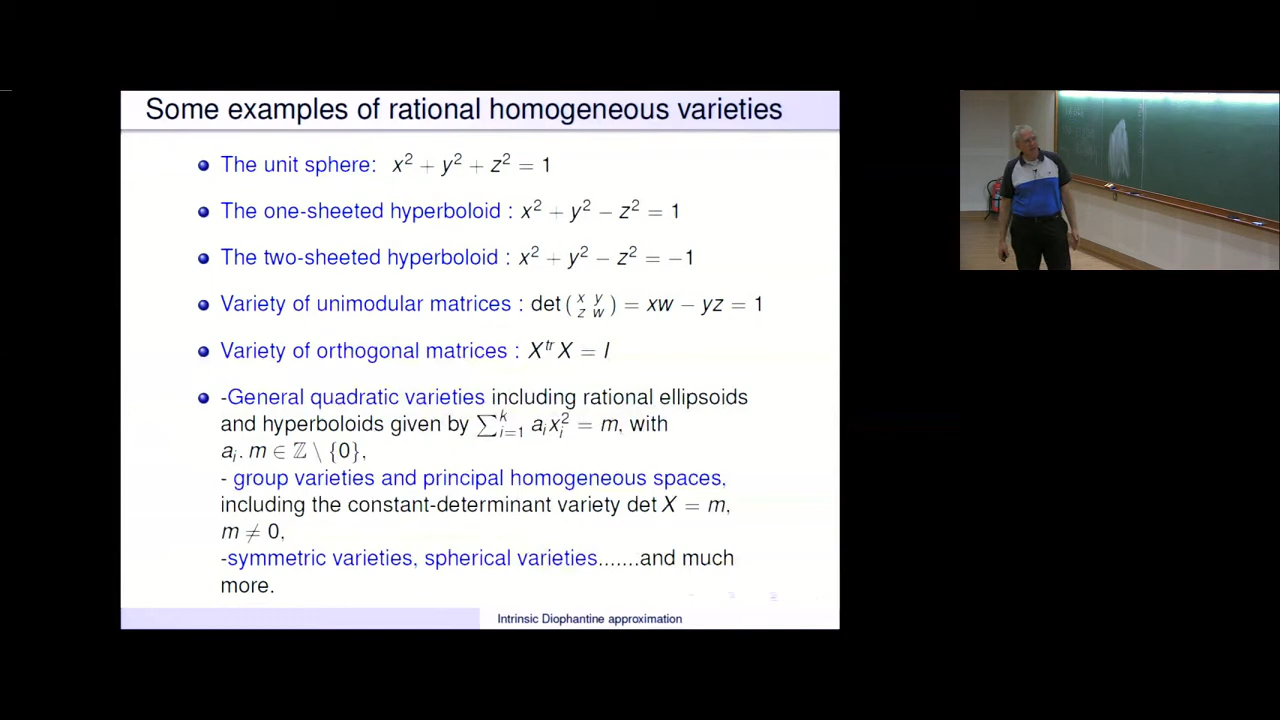 Some examples of rational homogeneous varieties
The unit sphere: x² + y² + z² = 1
The one-sheeted hyperboloid : x² + y² − z² = 1
The two-sheeted hyperboloid : x² + y² − z² = −1
Variety of unimodular matrices : det (x y z w) = xw − yz = 1
Variety of orthogonal matrices : X^{tr} X = I
-General quadratic varieties including rational ellipsoids
and hyperboloids given by ∑_{i=1}^{k} a_i x_i^2 = m, with
a_i. m ∈ ℤ \ {0},
- group varieties and principal homogeneous spaces,
including the constant-determinant variety det X = m,
m ≠ 0,
-symmetric varieties, spherical varieties.......and much
more.
Intrinsic Diophantine approximation